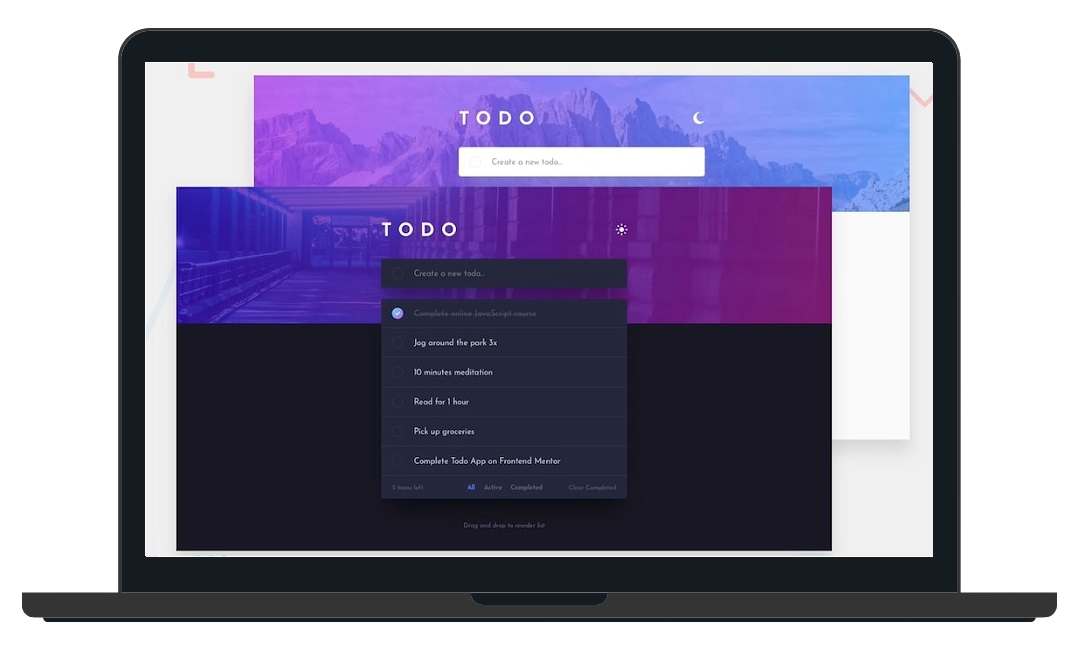 TODO
Create a new todo...
TODO
Create a new todo...
Complete online JavaScript course
Jog around the park 3x
10 minutes meditation
Read for 1 hour
Pick up groceries
Complete Todo App on Frontend Mentor
5 items left All Active Completed Clear Completed
Drag and drop to reorder list